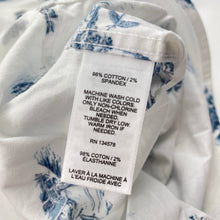 98% COTTON / 2%
SPANDEX
MACHINE WASH COLD
WITH LIKE COLORS
ONLY NON-CHLORINE
BLEACH WHEN
NEEDED.
TUMBLE DRY LOW.
WARM IRON IF
NEEDED.
RN 134578
98% COTTON / 2%
ELASTHANNE
LAVER À LA MACHINE À
L'EAU FROIDE AVEC